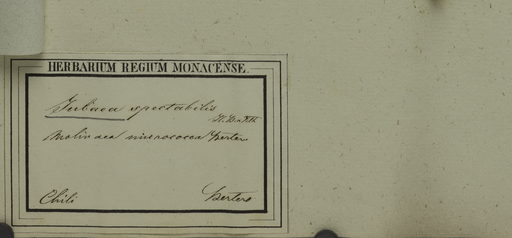 HERBARIUM REGIUM MONACENSE.
Jubaea spectabilis
Molinaea micrococca Bertero
Chili Bertero